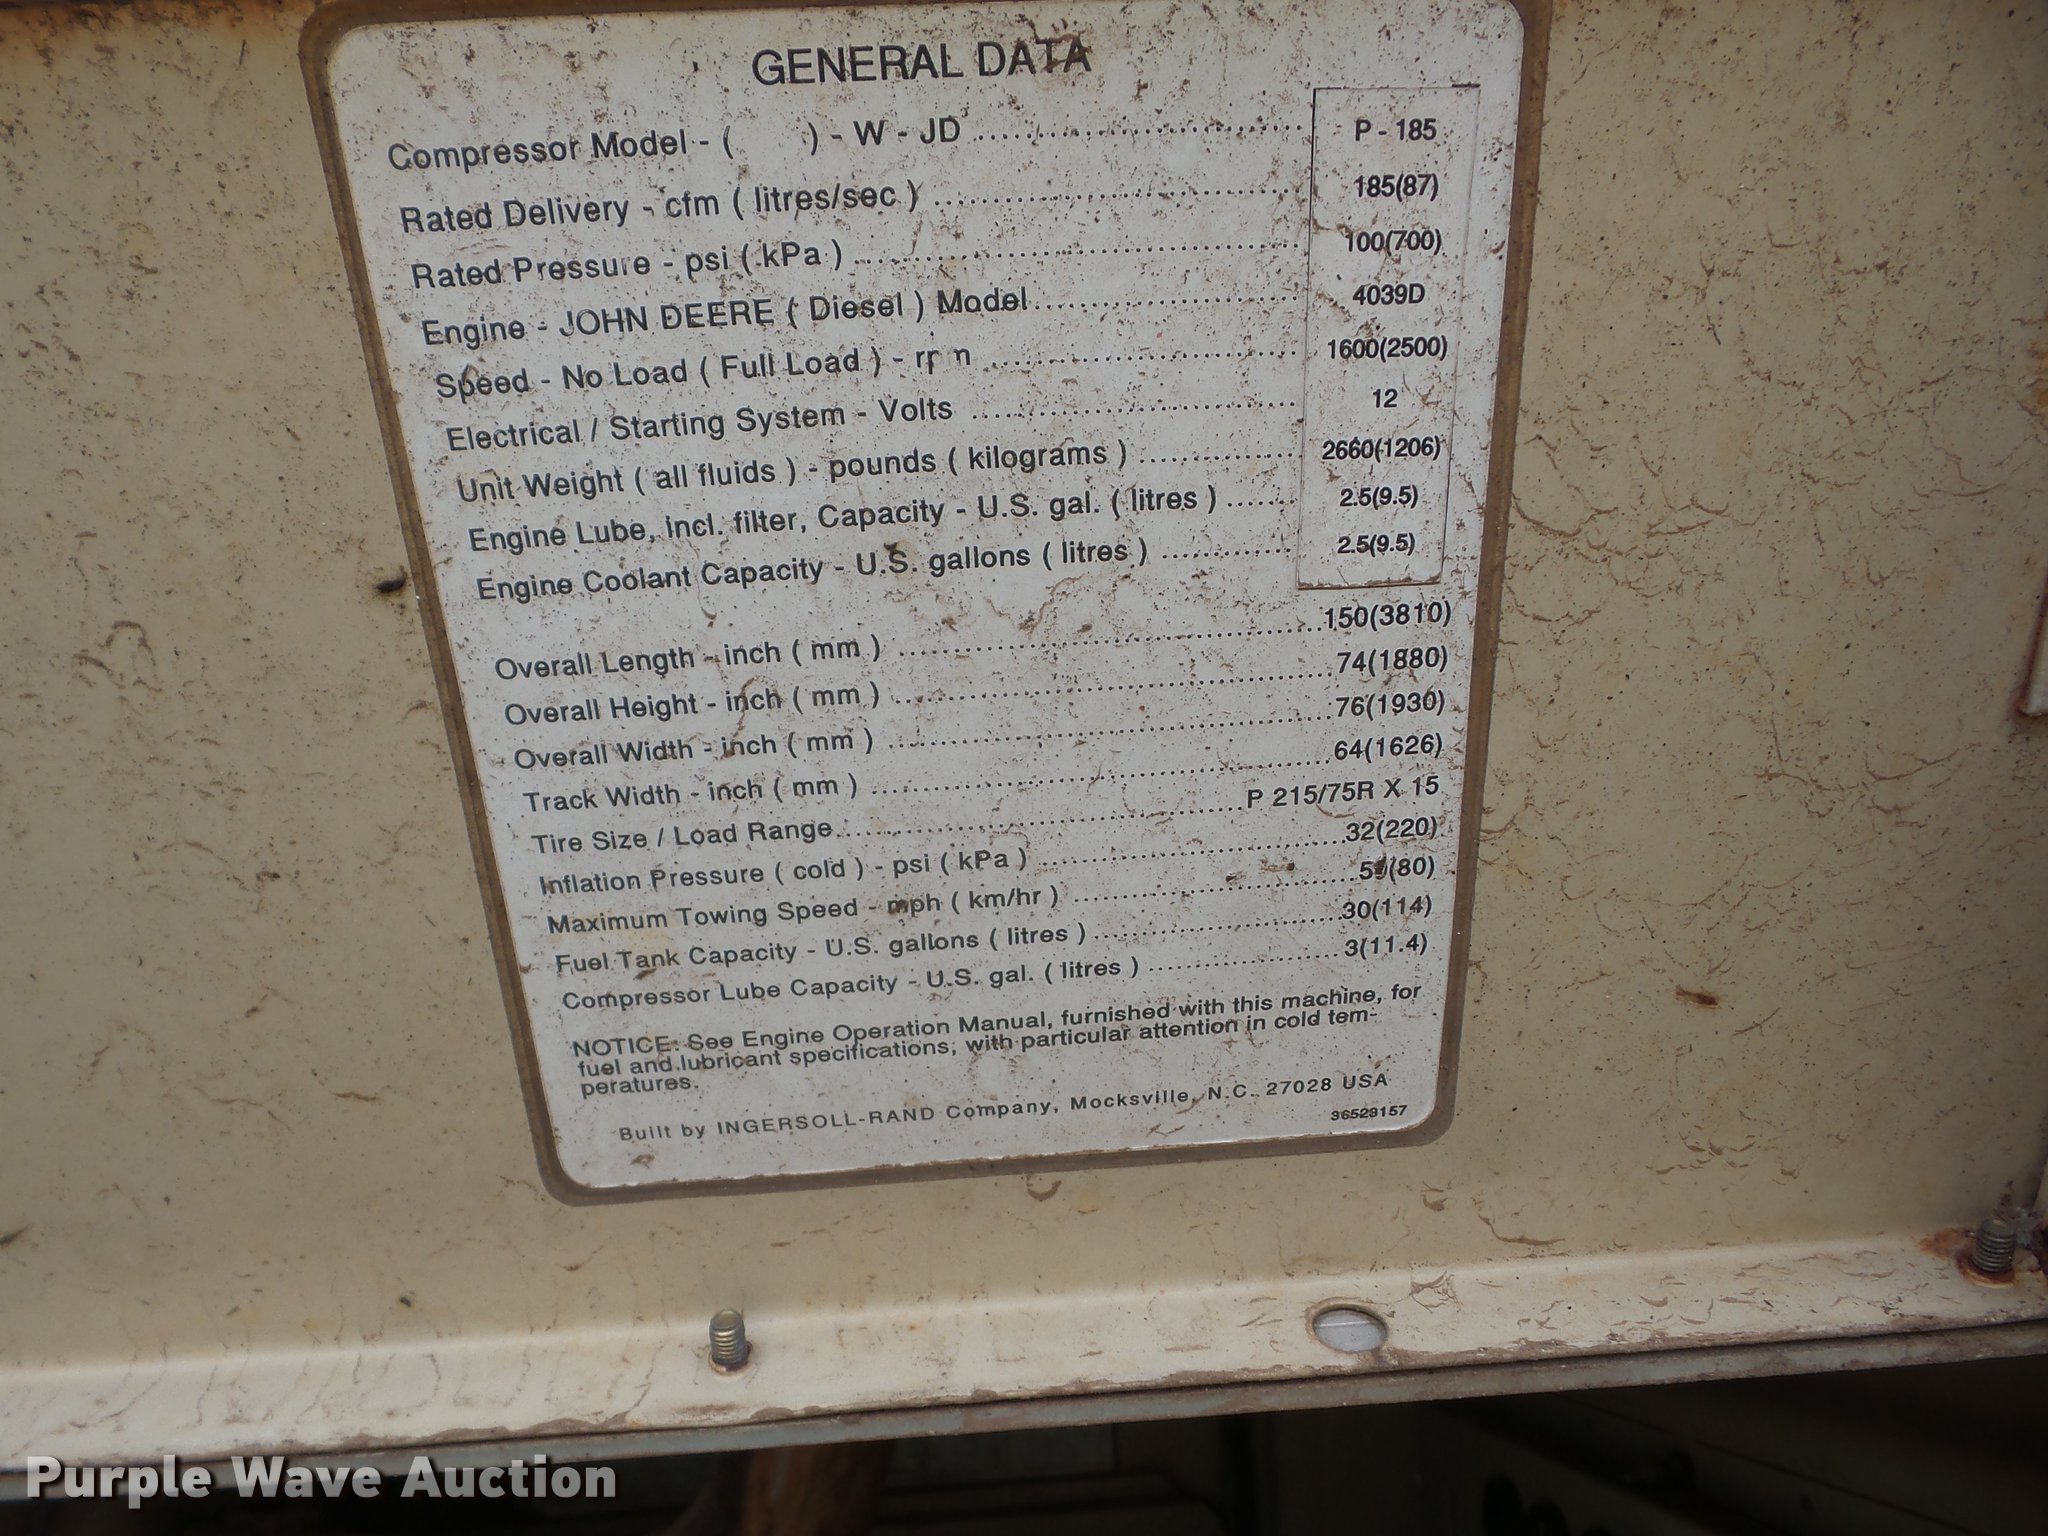 GENERAL DATA
Compressor Model - (      ) - W - JD .......... P - 185
Rated Delivery - cfm ( litres/sec ) .......... 185(87)
Rated Pressure - psi ( kPa ) .......... 100(700)
Engine - JOHN DEERE ( Diesel ) Model .......... 4039D
Speed - No Load ( Full Load ) - rpm .......... 1600(2500)
Electrical / Starting System - Volts .......... 12
Unit Weight ( all fluids ) - pounds ( kilograms ) .......... 2660(1206)
Engine Lube, incl. filter, Capacity - U.S. gal. ( litres ) .......... 2.5(9.5)
Engine Coolant Capacity - U.S. gallons ( litres ) .......... 2.5(9.5)
Overall Length - inch ( mm ) .......... 150(3810)
Overall Height - inch ( mm ) .......... 74(1880)
Overall Width - inch ( mm ) .......... 76(1930)
Track Width - inch ( mm ) .......... 64(1626)
Tire Size / Load Range .......... P 215/75R X 15
Inflation Pressure ( cold ) - psi ( kPa ) .......... 32(220)
Maximum Towing Speed - mph ( km/hr ) .......... (80)
Fuel Tank Capacity - U.S. gallons ( litres ) .......... 30(114)
Compressor Lube Capacity - U.S. gal. ( litres ) .......... 3(11.4)
NOTICE: See Engine Operation Manual, furnished with this machine, for
fuel and lubricant specifications, with particular attention in cold tem-
peratures.
Built by INGERSOLL-RAND Company, Mocksville, N.C. 27028 USA
Purple Wave Auction